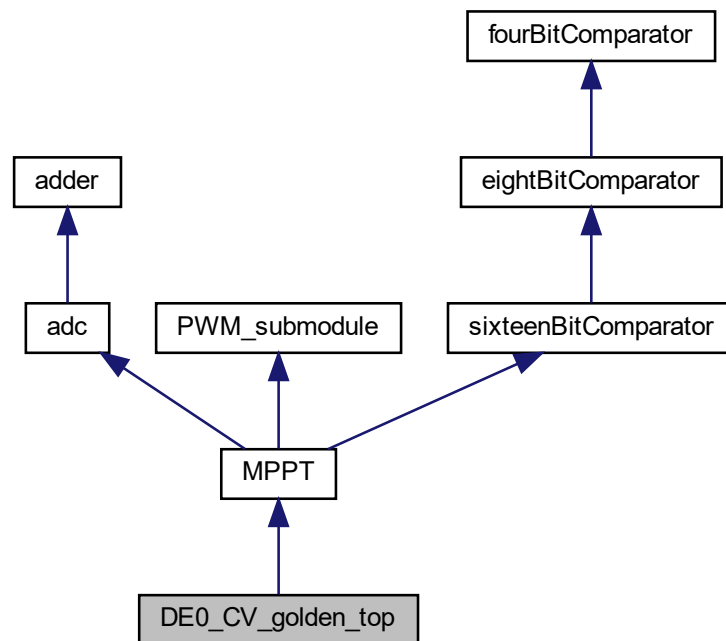 fourBitComparator
adder
eightBitComparator
adc
PWM_submodule
sixteenBitComparator
MPPT
DE0_CV_golden_top